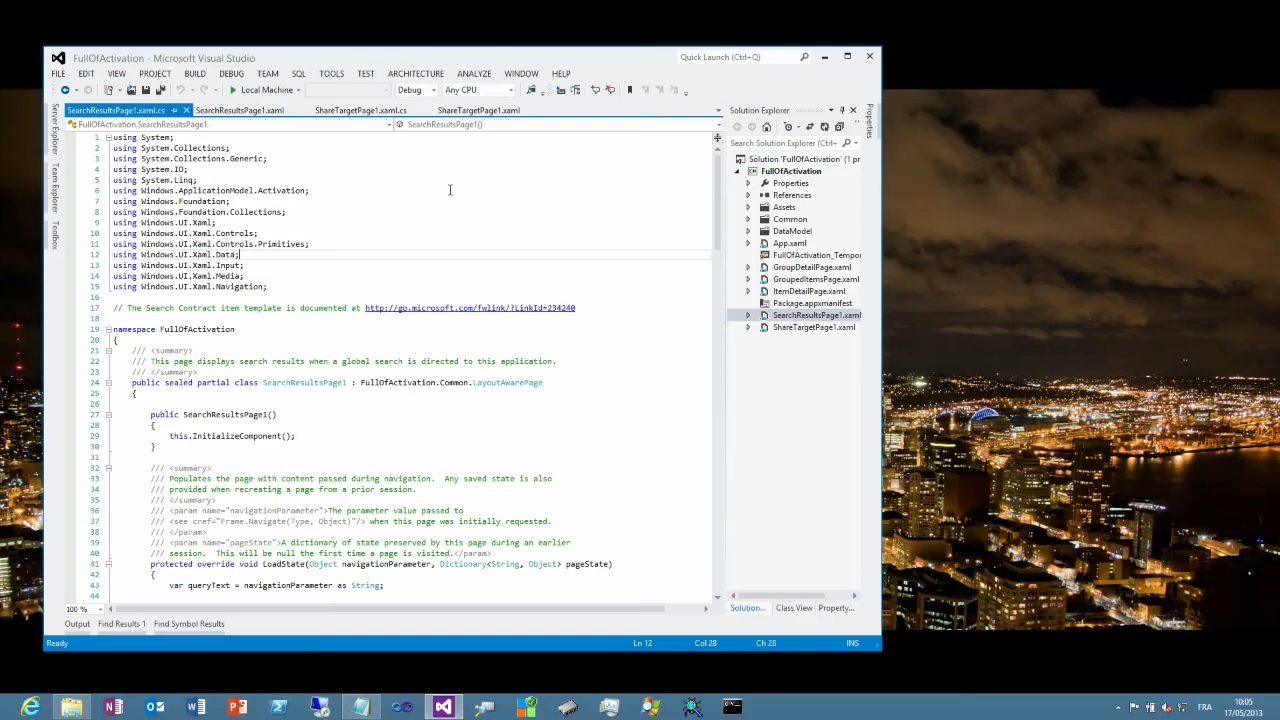 FullOfActivation - Microsoft Visual Studio
Quick Launch (Ctrl+Q)
FILE EDIT VIEW PROJECT BUILD DEBUG TEAM SQL TOOLS TEST ARCHITECTURE ANALYZE WINDOW HELP
Local Machine Debug Any CPU
SearchResultsPage1.xaml.cs SearchResultsPage1.xaml ShareTargetPage1.xaml.cs ShareTargetPage1.xaml
FullOfActivation.SearchResultsPage1 SearchResultsPage1()
Server Explorer
Team Explorer
Toolbox
1 using System;
2 using System.Collections;
3 using System.Collections.Generic;
4 using System.IO;
5 using System.Linq;
6 using Windows.ApplicationModel.Activation;
7 using Windows.Foundation;
8 using Windows.Foundation.Collections;
9 using Windows.UI.Xaml;
10 using Windows.UI.Xaml.Controls;
11 using Windows.UI.Xaml.Controls.Primitives;
12 using Windows.UI.Xaml.Data;
13 using Windows.UI.Xaml.Input;
14 using Windows.UI.Xaml.Media;
15 using Windows.UI.Xaml.Navigation;
16
17 // The Search Contract item template is documented at http://go.microsoft.com/fwlink/?LinkId=234240
18
19 namespace FullOfActivation
20 {
21 /// <summary>
22 /// This page displays search results when a global search is directed to this application.
23 /// </summary>
24 public sealed partial class SearchResultsPage1 : FullOfActivation.Common.LayoutAwarePage
25 {
26
27 public SearchResultsPage1()
28 {
29 this.InitializeComponent();
30 }
31
32 /// <summary>
33 /// Populates the page with content passed during navigation. Any saved state is also
34 /// provided when recreating a page from a prior session.
35 /// </summary>
36 /// <param name="navigationParameter">The parameter value passed to
37 /// <see cref="Frame.Navigate(Type, Object)"/> when this page was initially requested.
38 /// </param>
39 /// <param name="pageState">A dictionary of state preserved by this page during an earlier
40 /// session. This will be null the first time a page is visited.</param>
41 protected override void LoadState(Object navigationParameter, Dictionary<String, Object> pageState)
42 {
43 var queryText = navigationParameter as String;
44
100 %
Solution Explorer
Search Solution Explorer (Ctrl+
Solution 'FullOfActivation' (1 pr
FullOfActivation
Properties
References
Assets
Common
DataModel
App.xaml
FullOfActivation_Tempor
GroupDetailPage.xaml
GroupedItemsPage.xaml
ItemDetailPage.xaml
Package.appxmanifest
SearchResultsPage1.xaml
ShareTargetPage1.xaml
Solution... Class View Property...
Properties
Output Find Results 1 Find Symbol Results
Ready Ln 12 Col 28 Ch 28 INS
FRA
10:05
17/05/2013